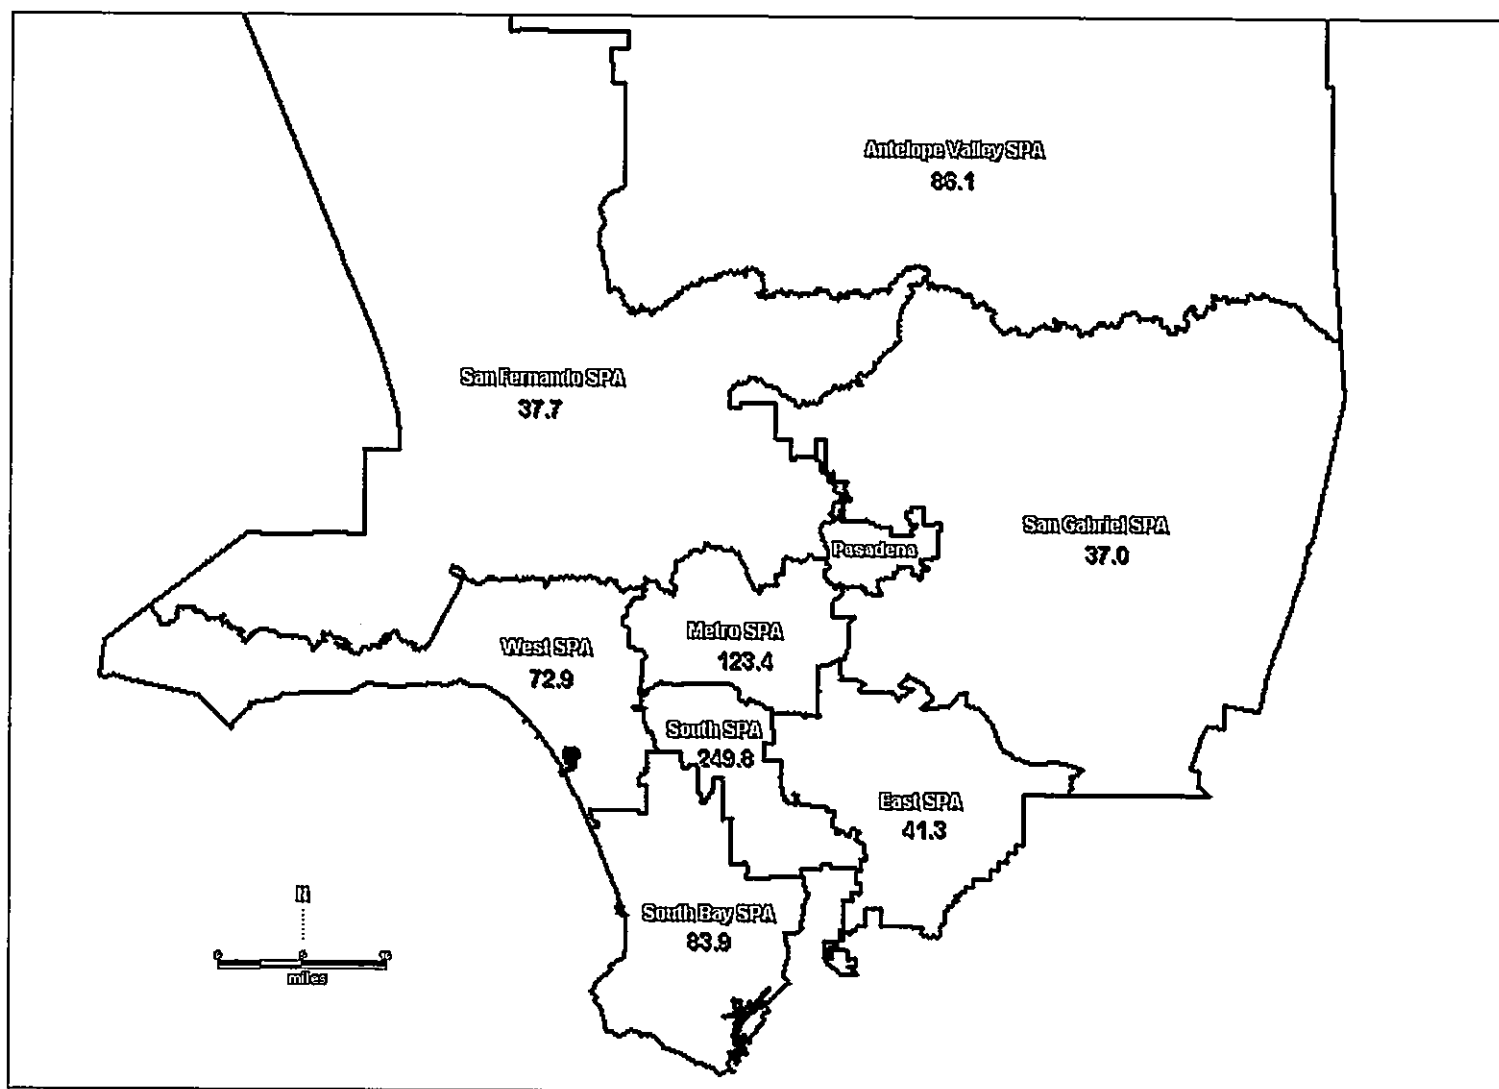 Antelope Valley SPA
86.1
San Fernando SPA
37.7
San Gabriel SPA
37.0
Pasadena
West SPA
72.9
Metro SPA
123.4
South SPA
249.8
East SPA
41.3
South Bay SPA
83.9
N
miles